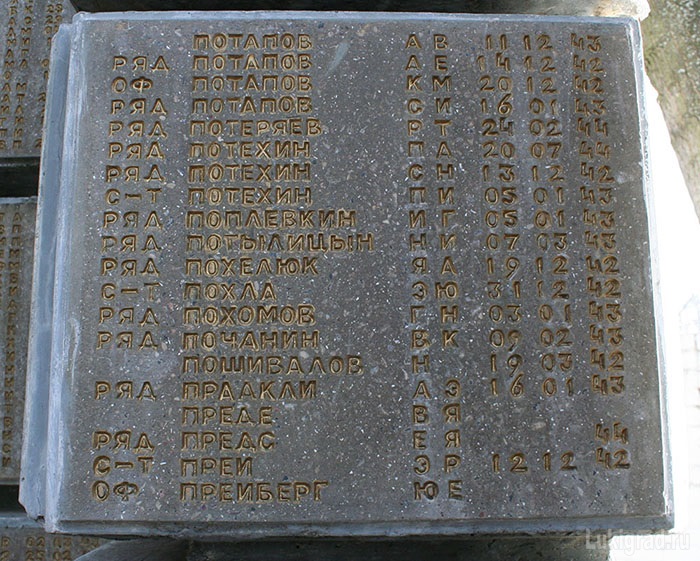 ПОТАПОВ А В 11 12 43
РЯД ПОТАПОВ А Е 14 12 42
ОФ ПОТАПОВ К М 20 12 42
РЯД ПОТАПОВ С И 16 01 43
РЯД ПОТЕРЯЕВ Р Т 24 02 44
РЯД ПОТЕХИН П А 20 07 44
РЯД ПОТЕХИН С Н 13 12 42
С-Т ПОТЕХИН П И 05 01 43
РЯД ПОПЛЕВКИН И Г 05 01 43
РЯД ПОТЫЛИЦЫН Н И 07 03 43
РЯД ПОХЕЛЮК Я А 19 12 42
С-Т ПОХЛА Э Ю 31 12 42
РЯД ПОХОМОВ Г Н 03 01 43
РЯД ПОЧАНИН В К 09 02 43
ПОШИВАЛОВ Н 19 03 42
РЯД ПРААКЛИ А Э 16 01 43
ПРЕДЕ В Я
РЯД ПРЕДС Е Я 44
С-Т ПРЕЙ Э Р 12 12 42
ОФ ПРЕЙБЕРГ Ю Е
Lukigrad.ru